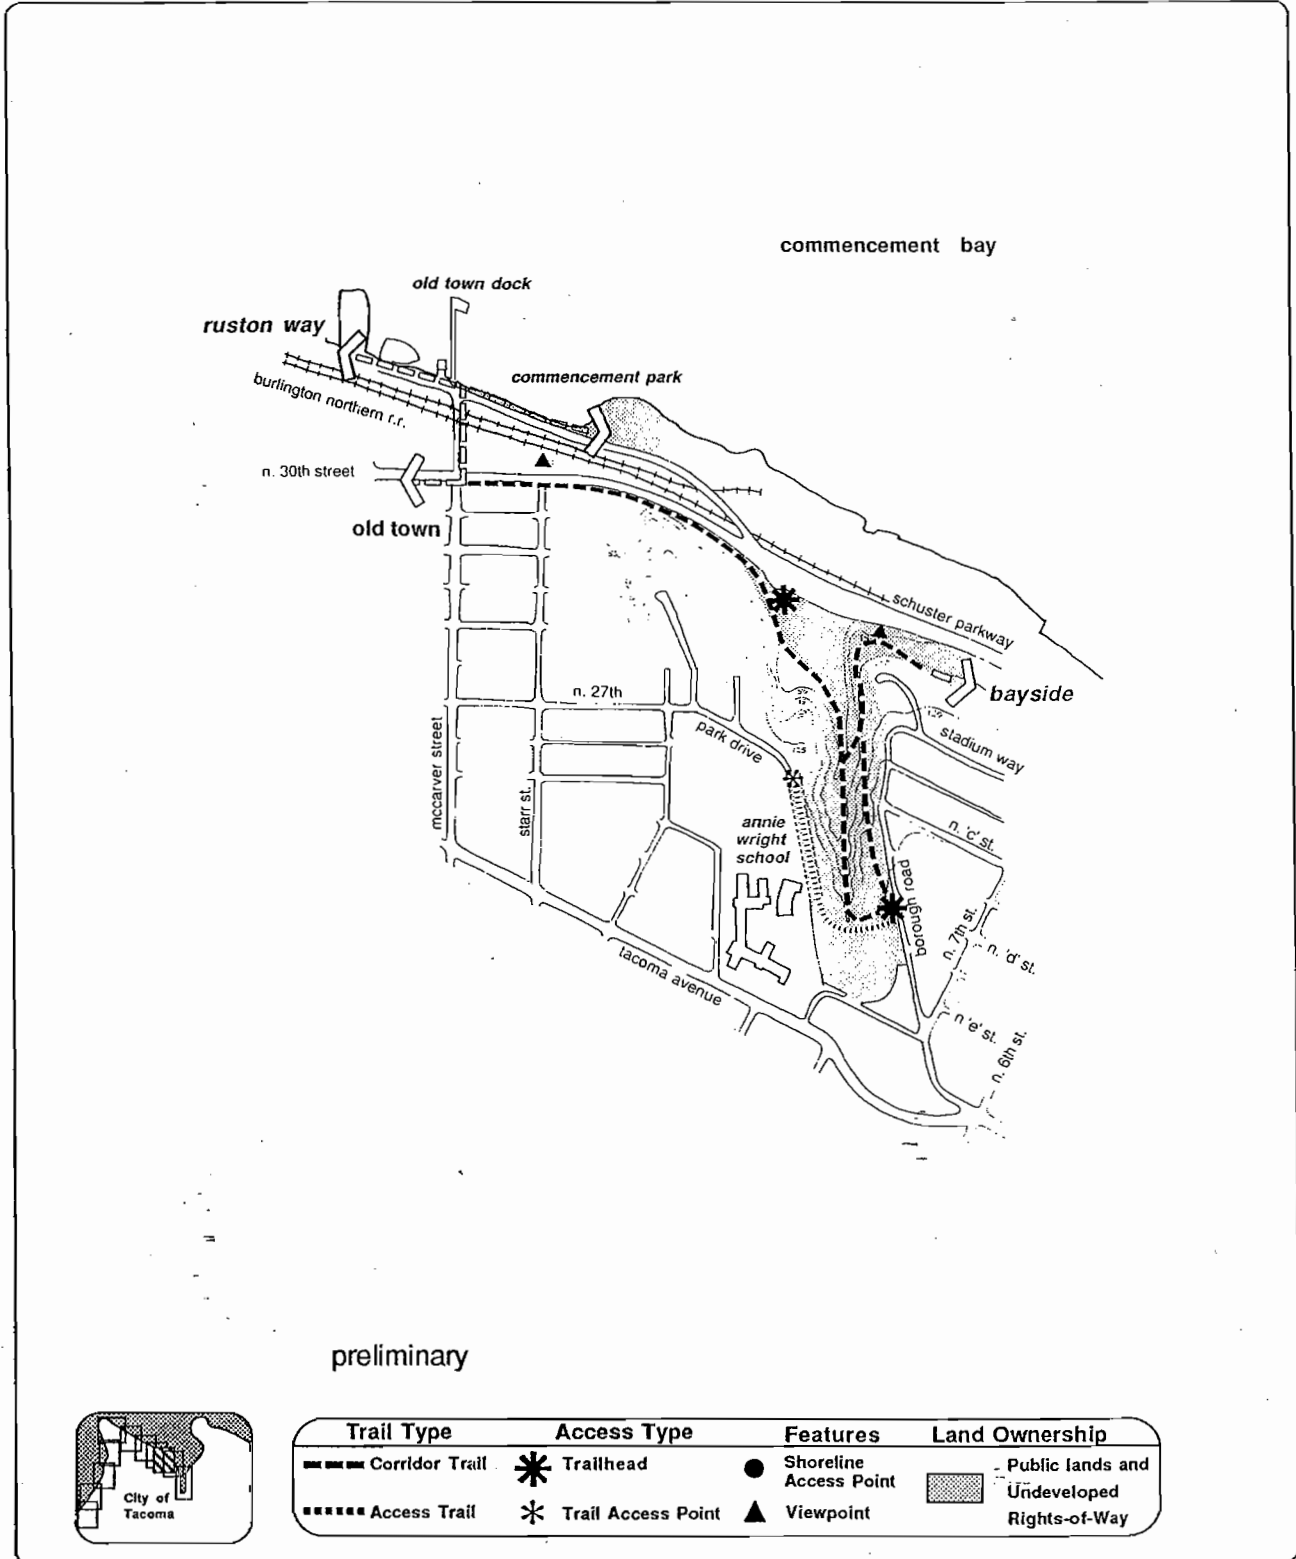 commencement bay
old town dock
ruston way
commencement park
burlington northern r.r.
n. 30th street
old town
schuster parkway
bayside
n. 27th
park drive
stadium way
mccarver street
starr st.
annie
wright
school
n. 'c' st.
borough road
n. 7th st.
n. 'd' st.
tacoma avenue
n 'e' st.
n. 6th st.
125
preliminary
City of
Tacoma
Trail Type
Corridor Trail
Access Trail
Access Type
Trailhead
Trail Access Point
Features
Shoreline
Access Point
Viewpoint
Land Ownership
Public lands and
Undeveloped
Rights-of-Way